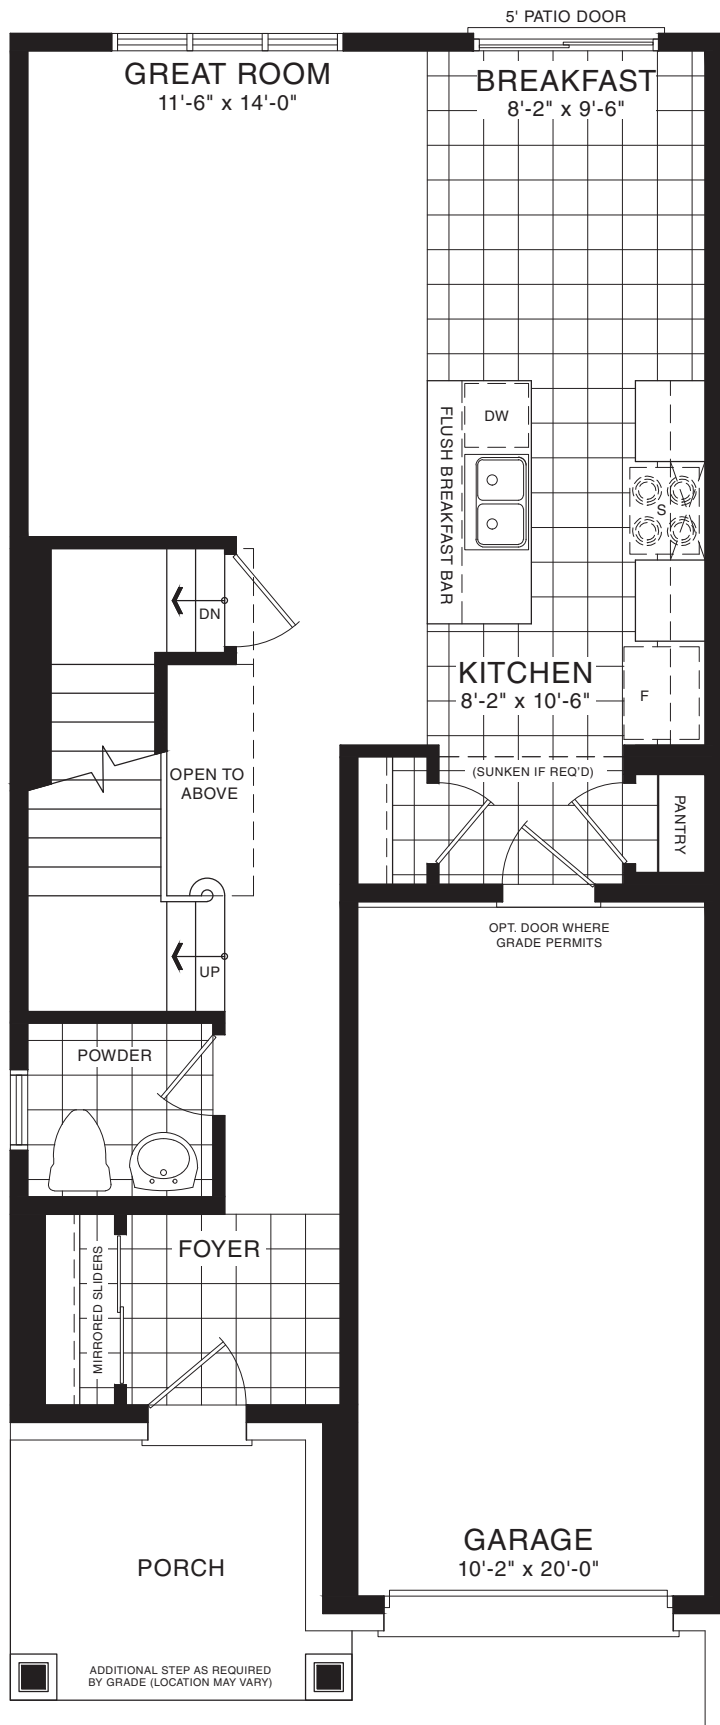 5' PATIO DOOR
GREAT ROOM
11'-6" x 14'-0"
BREAKFAST
8'-2" x 9'-6"
DW
FLUSH BREAKFAST BAR
S
DN
KITCHEN
8'-2" x 10'-6"
F
OPEN TO
ABOVE
(SUNKEN IF REQ'D)
PANTRY
OPT. DOOR WHERE
GRADE PERMITS
UP
POWDER
FOYER
MIRRORED SLIDERS
GARAGE
10'-2" x 20'-0"
PORCH
ADDITIONAL STEP AS REQUIRED
BY GRADE (LOCATION MAY VARY)